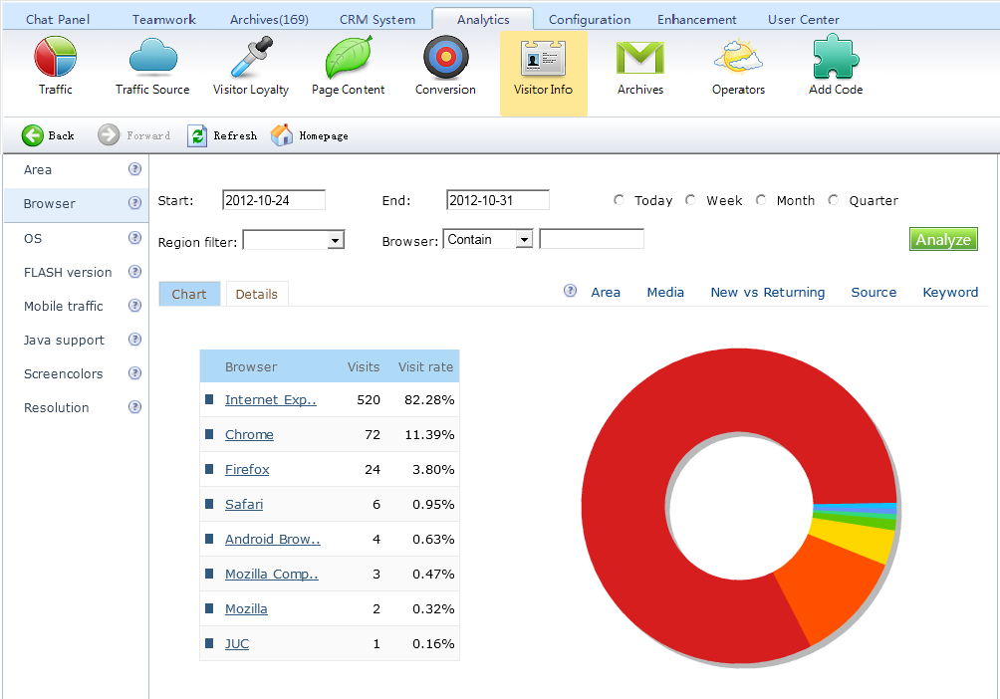 Chat Panel Teamwork Archives(169) CRM System Analytics Configuration Enhancement User Center
Traffic Traffic Source Visitor Loyalty Page Content Conversion Visitor Info Archives Operators Add Code
Back Forward Refresh Homepage
Area ?
Browser ?
OS ?
FLASH version ?
Mobile traffic ?
Java support ?
Screencolors ?
Resolution ?
Start: 2012-10-24 End: 2012-10-31 Today Week Month Quarter
Region filter: Browser: Contain Analyze
Chart Details ? Area Media New vs Returning Source Keyword
Browser Visits Visit rate
Internet Exp.. 520 82.28%
Chrome 72 11.39%
Firefox 24 3.80%
Safari 6 0.95%
Android Brow.. 4 0.63%
Mozilla Comp.. 3 0.47%
Mozilla 2 0.32%
JUC 1 0.16%